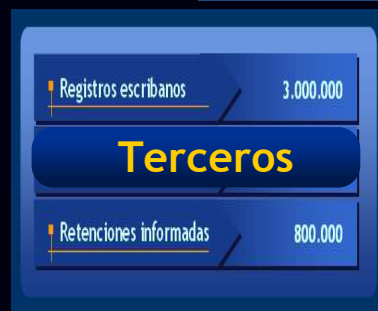 Registros escribanos 3.000.000
Terceros
Retenciones informadas 800.000